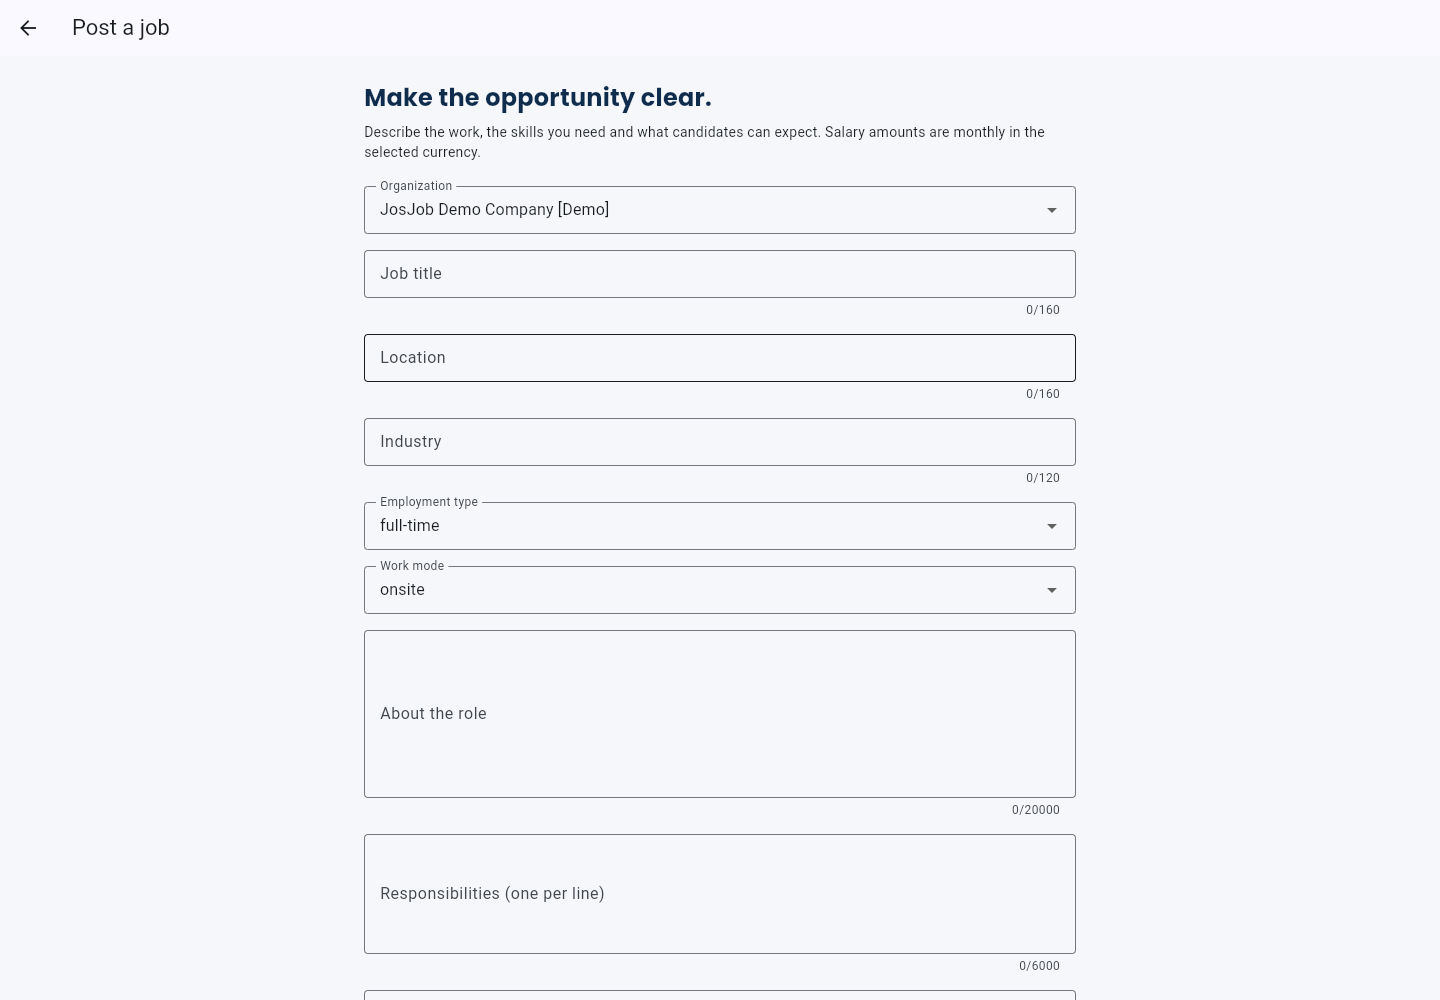 Post a job
Make the opportunity clear.
Describe the work, the skills you need and what candidates can expect. Salary amounts are monthly in the
selected currency.
Organization
JosJob Demo Company [Demo]
Job title
0/160
Location
0/160
Industry
0/120
Employment type
full-time
Work mode
onsite
About the role
0/20000
Responsibilities (one per line)
0/6000